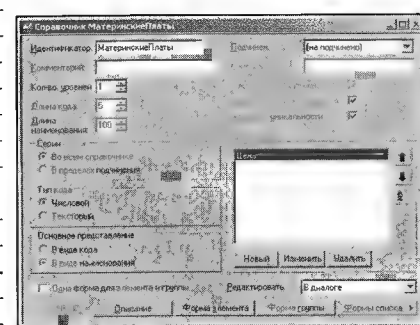 Справочник МатеринскиеПлаты
Идентификатор: МатеринскиеПлаты
Подчинен: (не подчинено)
Комментарий:
Кол-во уровней 1
Длина кода: 5
уникальности
Длина наименования: 100
Серии
Во всем справочнике
В пределах подчинения
Цена
Тип кода
Числовой
Текстовый
Основное представление
В виде кода
В виде наименования
Новый Изменить Удалить
Одна форма для элемента и группы
Редактировать: В диалоге
Описание Форма элемента Форма группы Формы списка